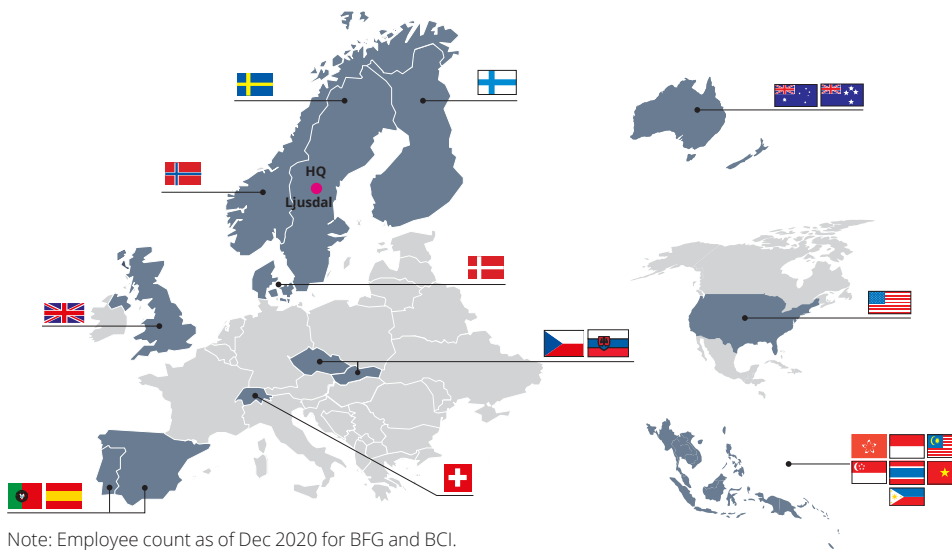 HQ
Ljusdal
Note: Employee count as of Dec 2020 for BFG and BCI.